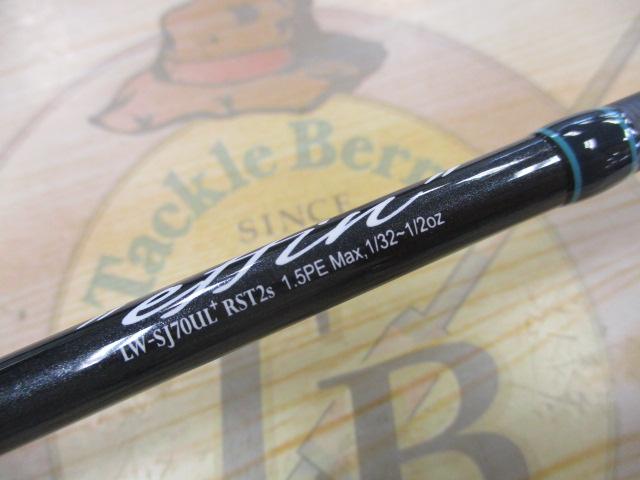 Tackle Berry
SINCE
LW-SJ70UL+ RST2s 1.5PE Max,1/32~1/2oz
B